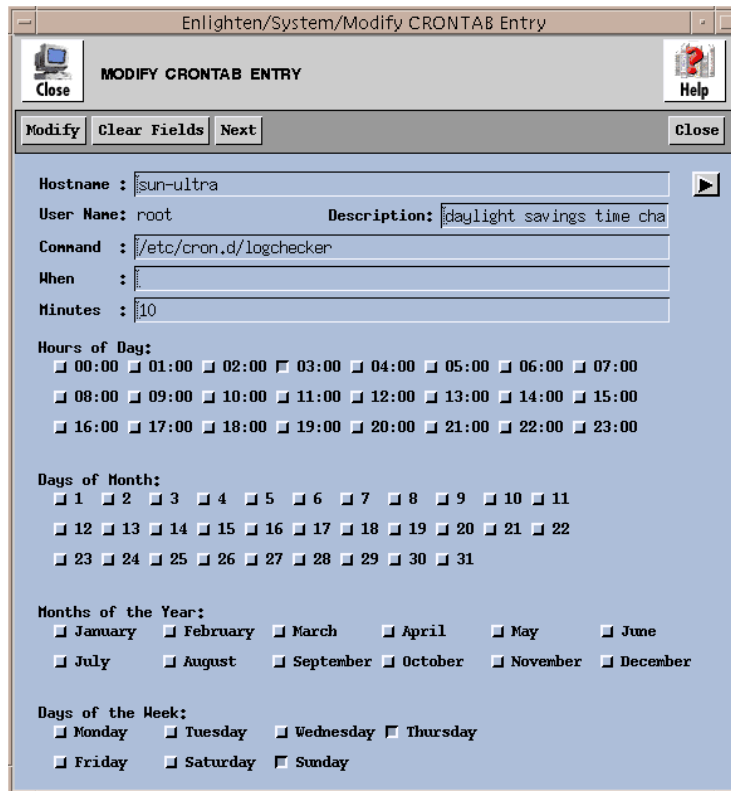 Enlighten/System/Modify CRONTAB Entry
Close
MODIFY CRONTAB ENTRY
Help
Modify Clear Fields Next Close
Hostname : sun-ultra
User Name: root Description: daylight savings time cha
Command : /etc/cron.d/logchecker
When :
Minutes : 10
Hours of Day:
00:00 01:00 02:00 03:00 04:00 05:00 06:00 07:00
08:00 09:00 10:00 11:00 12:00 13:00 14:00 15:00
16:00 17:00 18:00 19:00 20:00 21:00 22:00 23:00
Days of Month:
1 2 3 4 5 6 7 8 9 10 11
12 13 14 15 16 17 18 19 20 21 22
23 24 25 26 27 28 29 30 31
Months of the Year:
January February March April May June
July August September October November December
Days of the Week:
Monday Tuesday Wednesday Thursday
Friday Saturday Sunday